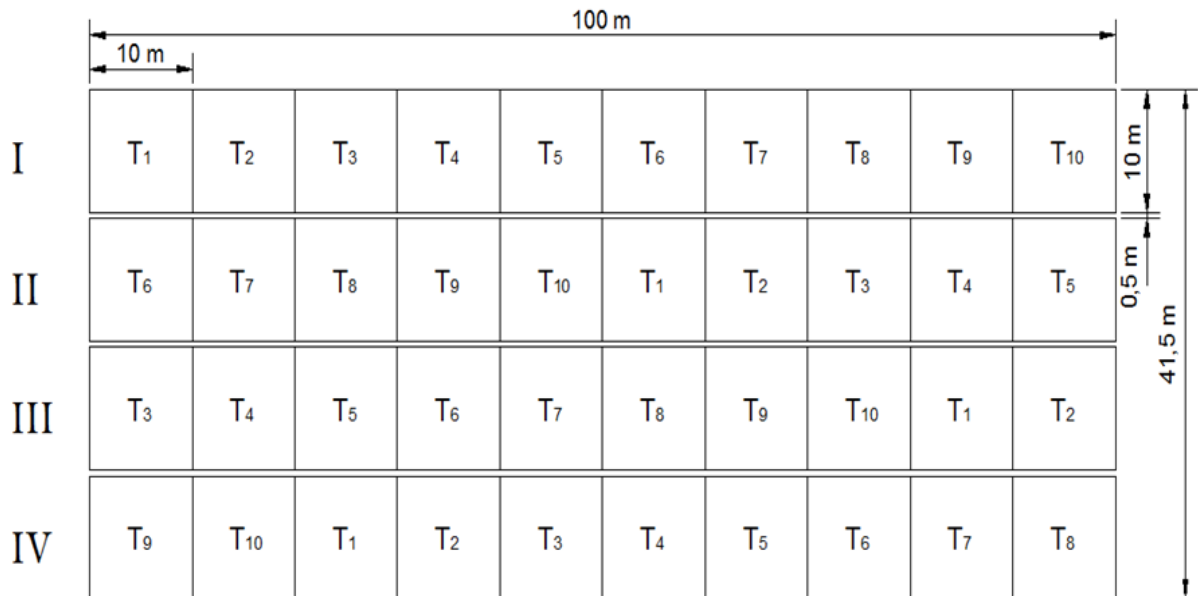 100 m
10 m
I T1 T2 T3 T4 T5 T6 T7 T8 T9 T10
10 m
II T6 T7 T8 T9 T10 T1 T2 T3 T4 T5
0,5 m
41,5 m
III T3 T4 T5 T6 T7 T8 T9 T10 T1 T2
IV T9 T10 T1 T2 T3 T4 T5 T6 T7 T8